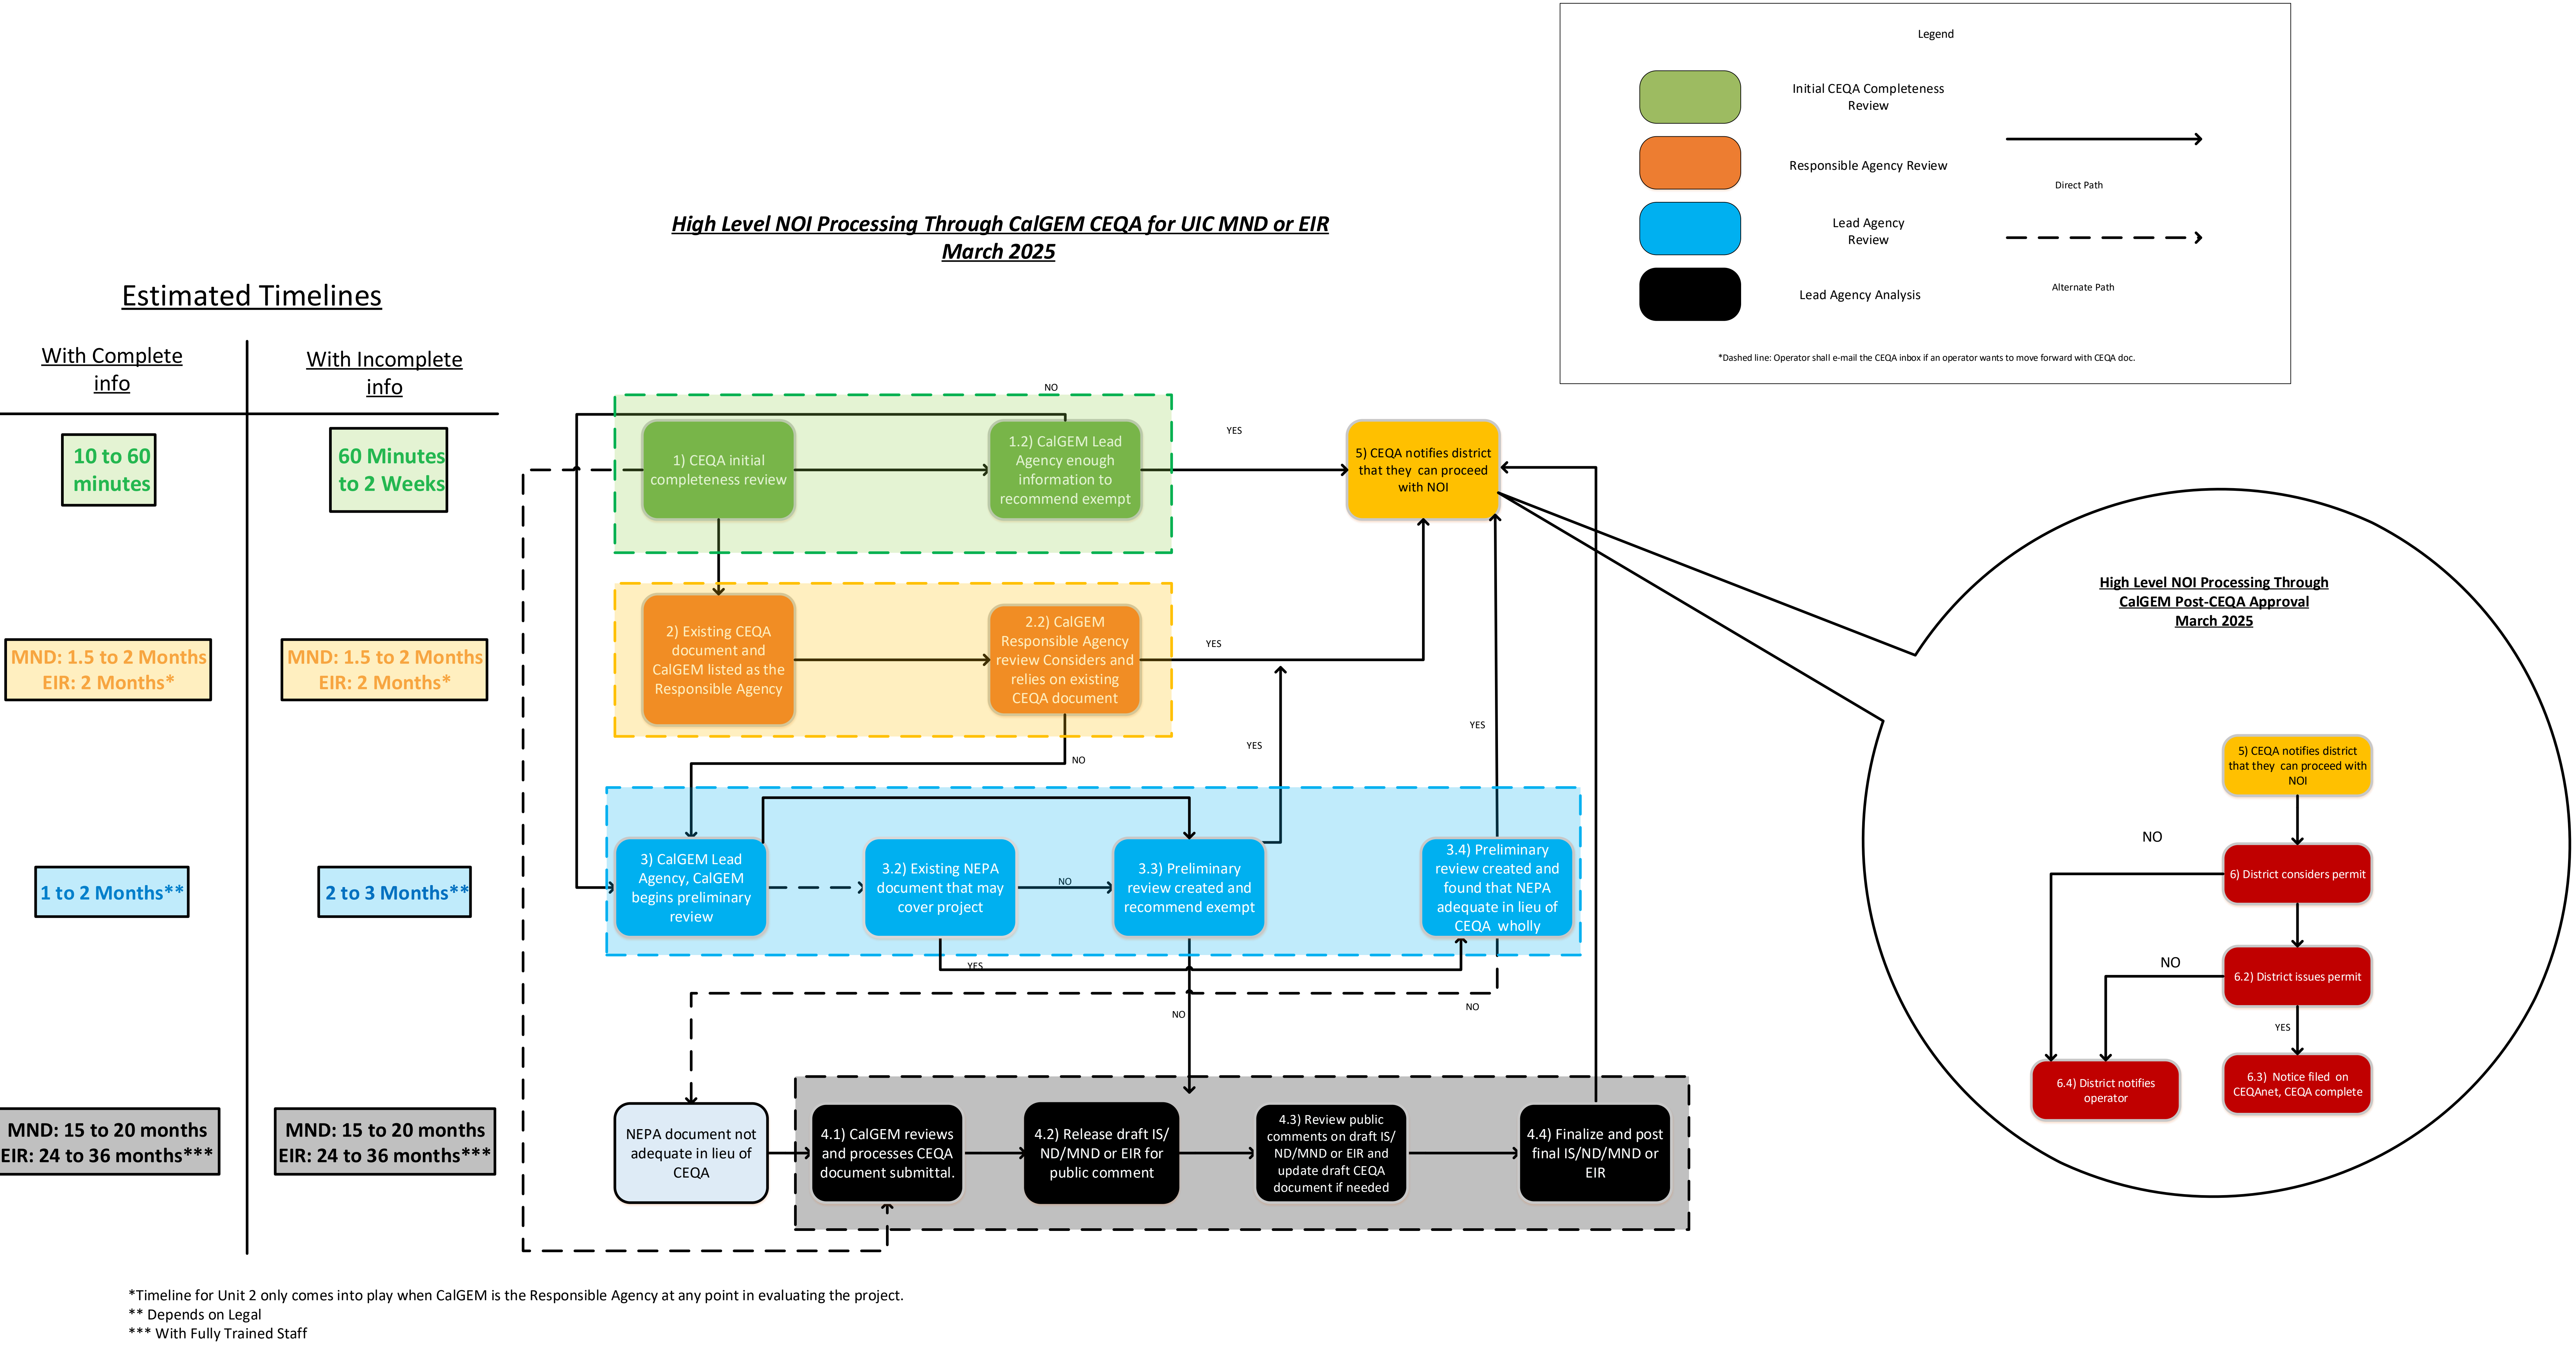 Legend
Initial CEQA Completeness
Review
Responsible Agency Review
Lead Agency
Review
Lead Agency Analysis
Direct Path
Alternate Path
*Dashed line: Operator shall e-mail the CEQA inbox if an operator wants to move forward with CEQA doc.
High Level NOI Processing Through CalGEM CEQA for UIC MND or EIR
March 2025
Estimated Timelines
With Complete
info
With Incomplete
info
10 to 60
minutes
60 Minutes
to 2 Weeks
MND: 1.5 to 2 Months
EIR: 2 Months*
MND: 1.5 to 2 Months
EIR: 2 Months*
1 to 2 Months**
2 to 3 Months**
MND: 15 to 20 months
EIR: 24 to 36 months***
MND: 15 to 20 months
EIR: 24 to 36 months***
NO
1) CEQA initial
completeness review
1.2) CalGEM Lead
Agency enough
information to
recommend exempt
YES
5) CEQA notifies district
that they can proceed
with NOI
2) Existing CEQA
document and
CalGEM listed as the
Responsible Agency
2.2) CalGEM
Responsible Agency
review Considers and
relies on existing
CEQA document
YES
NO
YES
YES
3) CalGEM Lead
Agency, CalGEM
begins preliminary
review
3.2) Existing NEPA
document that may
cover project
NO
3.3) Preliminary
review created and
recommend exempt
3.4) Preliminary
review created and
found that NEPA
adequate in lieu of
CEQA wholly
YES
NO
NO
NEPA document not
adequate in lieu of
CEQA
4.1) CalGEM reviews
and processes CEQA
document submittal.
4.2) Release draft IS/
ND/MND or EIR for
public comment
4.3) Review public
comments on draft IS/
ND/MND or EIR and
update draft CEQA
document if needed
4.4) Finalize and post
final IS/ND/MND or
EIR
High Level NOI Processing Through
CalGEM Post-CEQA Approval
March 2025
5) CEQA notifies district
that they can proceed with
NOI
NO
6) District considers permit
NO
6.2) District issues permit
YES
6.4) District notifies
operator
6.3) Notice filed on
CEQAnet, CEQA complete
*Timeline for Unit 2 only comes into play when CalGEM is the Responsible Agency at any point in evaluating the project.
** Depends on Legal
*** With Fully Trained Staff